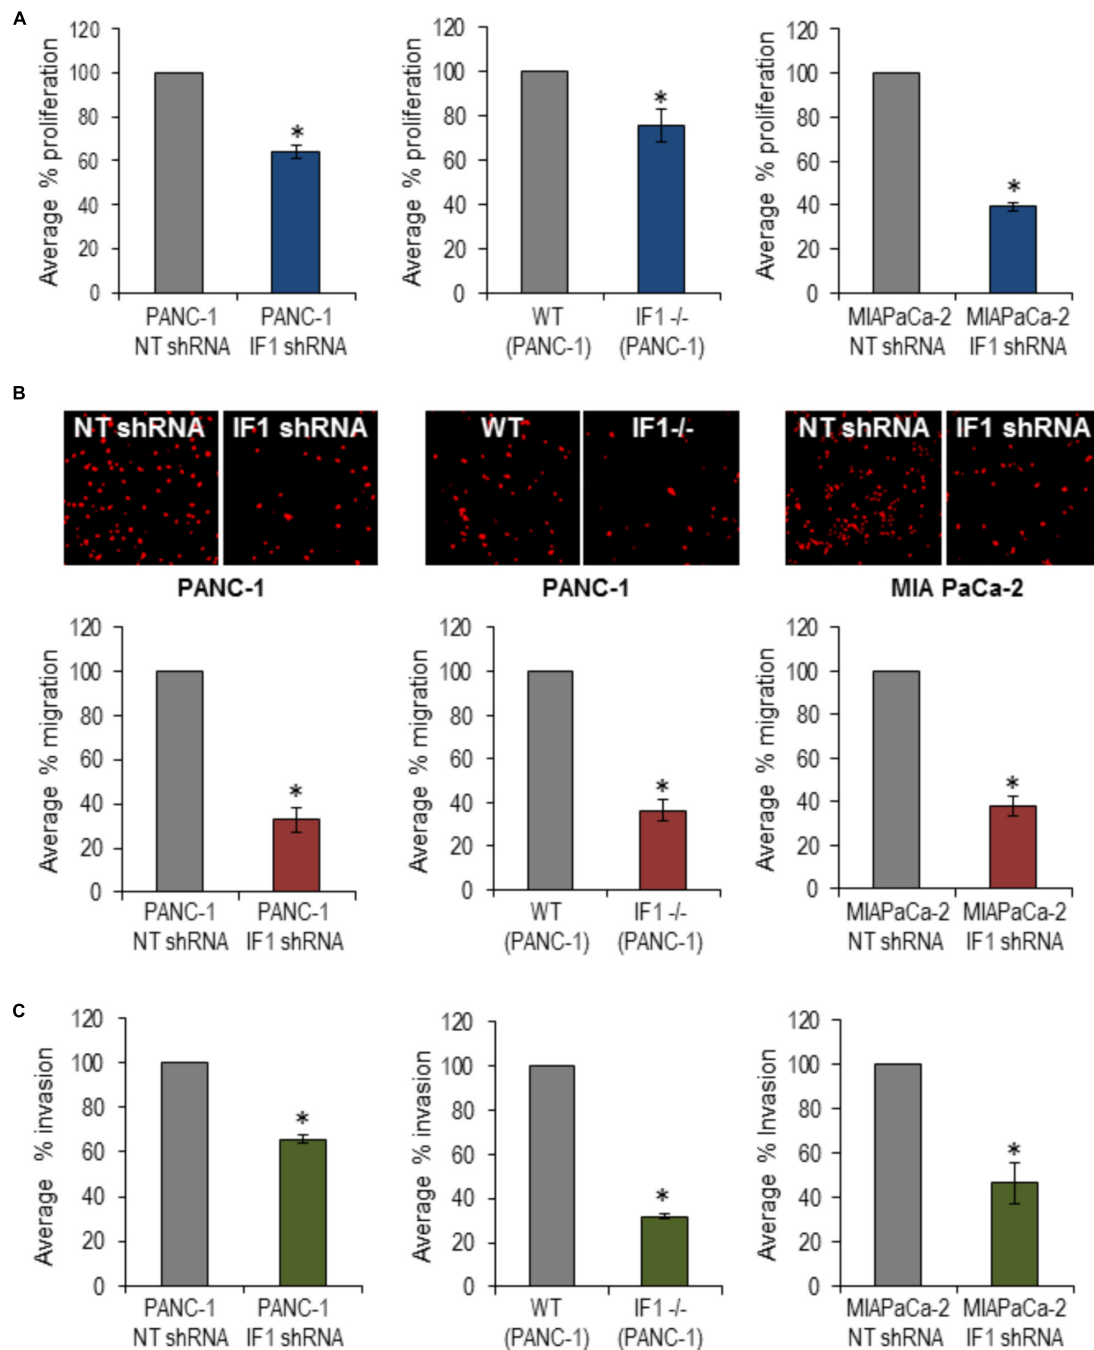 A
Average % proliferation
120
100
80
60
40
20
0
*
PANC-1
NT shRNA
PANC-1
IF1 shRNA
Average % proliferation
120
100
80
60
40
20
0
*
WT
(PANC-1)
IF1 -/-
(PANC-1)
Average % proliferation
120
100
80
60
40
20
0
*
MIAPaCa-2
NT shRNA
MIAPaCa-2
IF1 shRNA
B
NT shRNA
IF1 shRNA
PANC-1
WT
IF1-/-
PANC-1
NT shRNA
IF1 shRNA
MIA PaCa-2
Average % migration
120
100
80
60
40
20
0
*
PANC-1
NT shRNA
PANC-1
IF1 shRNA
Average % migration
120
100
80
60
40
20
0
*
WT
(PANC-1)
IF1 -/-
(PANC-1)
Average % migration
120
100
80
60
40
20
0
*
MIAPaCa-2
NT shRNA
MIAPaCa-2
IF1 shRNA
C
Average % invasion
120
100
80
60
40
20
0
*
PANC-1
NT shRNA
PANC-1
IF1 shRNA
Average % invasion
120
100
80
60
40
20
0
*
WT
(PANC-1)
IF1 -/-
(PANC-1)
Average % Invasion
120
100
80
60
40
20
0
*
MIAPaCa-2
NT shRNA
MIAPaCa-2
IF1 shRNA